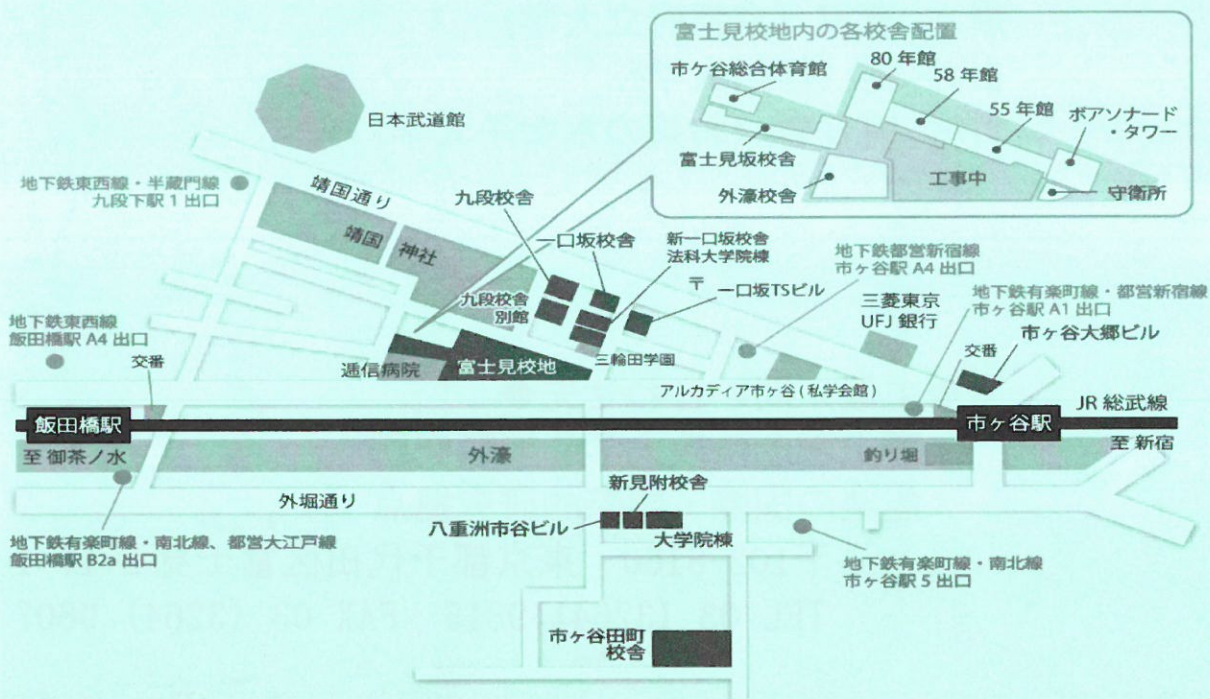 富士見校地内の各校舎配置
80 年館
市ケ谷総合体育館
58 年館
55 年館
ボアソナード
・タワー
富士見坂校舎
外濠校舎
工事中
守衛所
日本武道館
地下鉄東西線・半蔵門線
九段下駅 1 出口
靖国通り
靖国
神社
九段校舎
一口坂校舎
新一口坂校舎
法科大学院棟
〒
一口坂TSビル
九段校舎
別館
三輪田学園
地下鉄都営新宿線
市ヶ谷駅 A4 出口
三菱東京
UFJ 銀行
地下鉄有楽町線・都営新宿線
市ヶ谷駅 A1 出口
市ヶ谷大郷ビル
交番
地下鉄東西線
飯田橋駅 A4 出口
交番
逓信病院
富士見校地
アルカディア市ヶ谷 ( 私学会館 )
飯田橋駅
市ヶ谷駅
JR 総武線
至 御茶ノ水
外濠
釣り堀
至 新宿
外堀通り
新見附校舎
八重洲市谷ビル
大学院棟
地下鉄有楽町線・南北線、都営大江戸線
飯田橋駅 B2a 出口
地下鉄有楽町線・南北線
市ヶ谷駅 5 出口
市ヶ谷田町
校舎